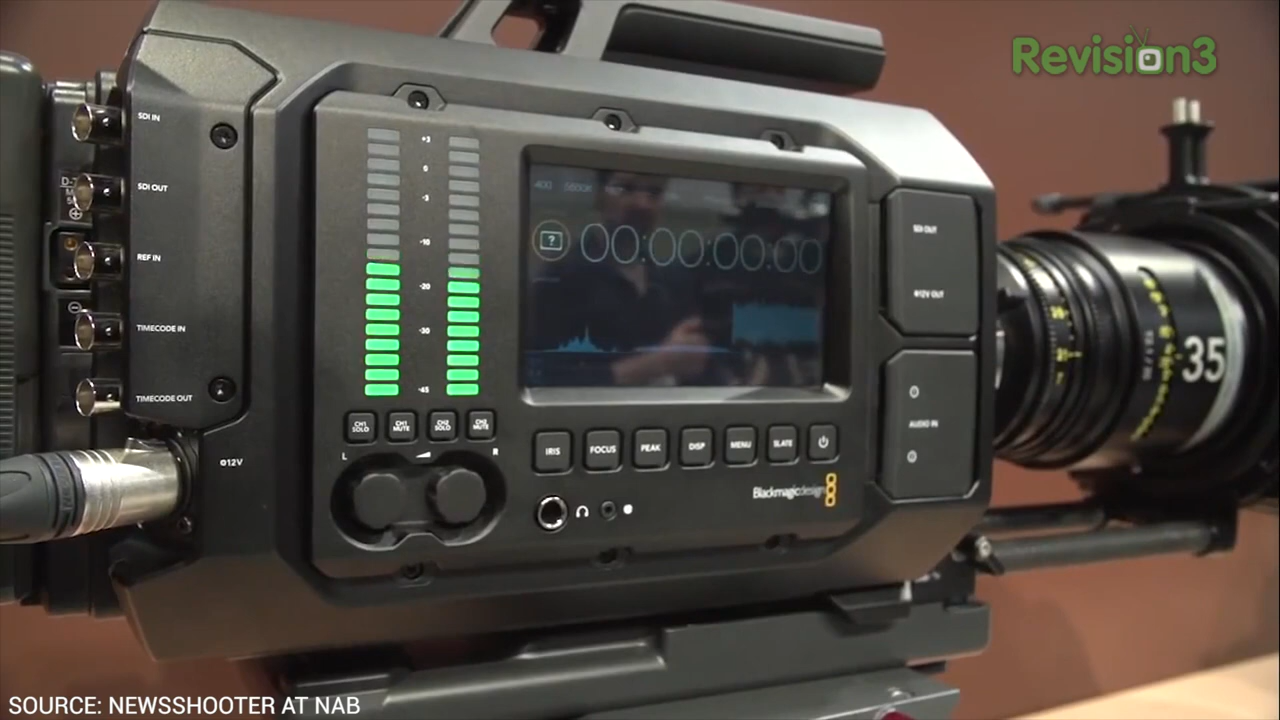 Revision3
SDI IN
SDI OUT
REF IN
TIMECODE IN
TIMECODE OUT
12V
+3
0
-3
-10
-20
-30
-45
400 5600K
?
00:00:00:00
CH1 SOLO
CH1 MUTE
CH2 SOLO
CH2 MUTE
L
R
IRIS
FOCUS
PEAK
DISP
MENU
SLATE
Blackmagicdesign
SDI OUT
12V OUT
AUDIO IN
35
SOURCE: NEWSSHOOTER AT NAB